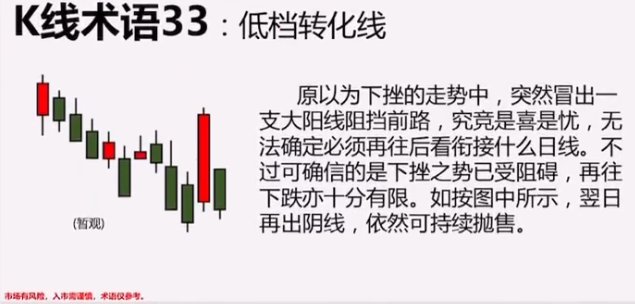 K线术语33：低档转化线
原以为下挫的走势中，突然冒出一
支大阳线阻挡前路，究竟是喜是忧，无
法确定必须再往后看衔接什么日线。不
过可确信的是下挫之势已受阻碍，再往
下跌亦十分有限。如按图中所示，翌日
再出阴线，依然可持续抛售。
(暂观)
市场有风险，入市需谨慎，术语仅参考。